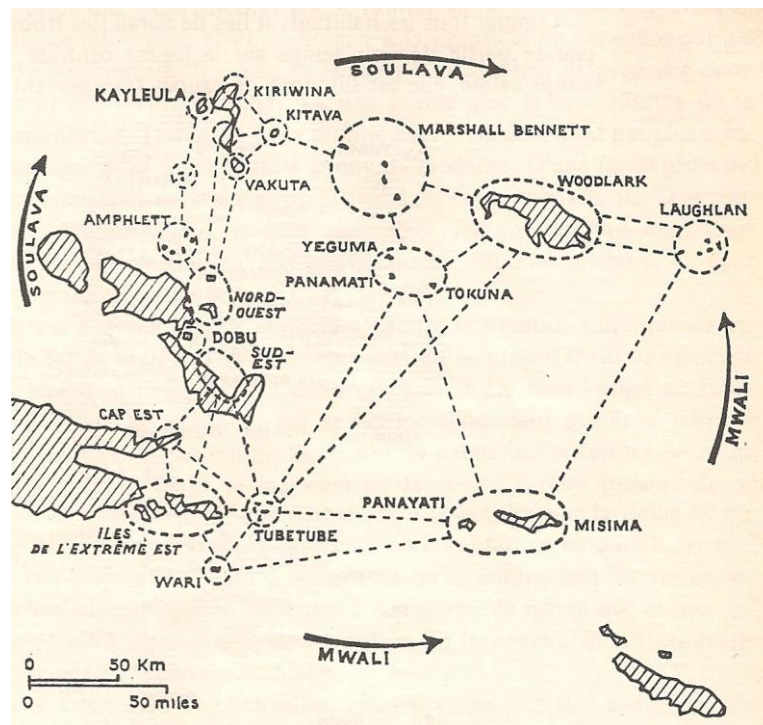 SOULAVA
KAYLEULA
KIRIWINA
KITAVA
MARSHALL BENNETT
VAKUTA
WOODLARK
LAUGHLAN
SOULAVA
AMPHLETT
YEGUMA
PANAMATI
TOKUNA
NORD-
OUEST
DOBU
SUD-
EST
CAP EST
MWALI
PANAYATI
MISIMA
TUBETUBE
ILES
DE L'EXTRÊME EST
WARI
MWALI
0 50 Km
0 50 miles